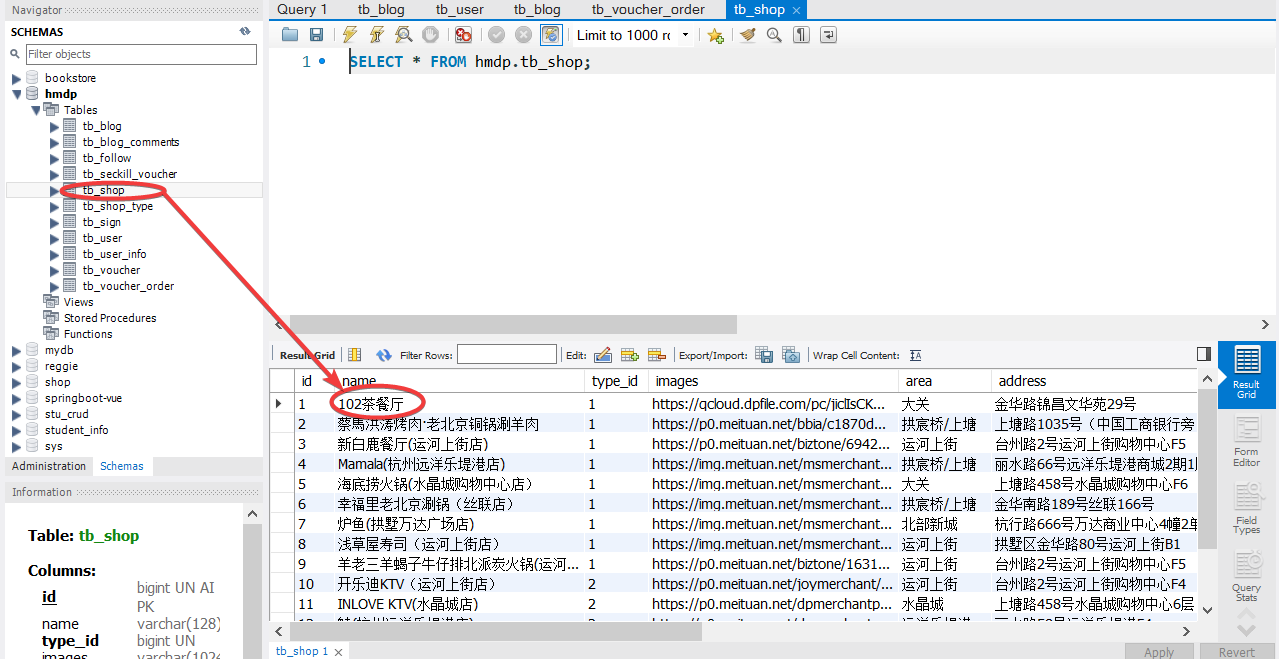 Navigator
SCHEMAS
Filter objects
bookstore
hmdp
Tables
tb_blog
tb_blog_comments
tb_follow
tb_seckill_voucher
tb_shop
tb_shop_type
tb_sign
tb_user
tb_user_info
tb_voucher
tb_voucher_order
Views
Stored Procedures
Functions
mydb
reggie
shop
springboot-vue
stu_crud
student_info
sys
Administration Schemas
Information
Table: tb_shop
Columns:
id bigint UN AI PK
name varchar(128)
type_id bigint UN
images varchar(1024
Query 1 tb_blog tb_user tb_blog tb_voucher_order tb_shop
Limit to 1000 rc
1 SELECT * FROM hmdp.tb_shop;
Result Grid Filter Rows: Edit: Export/Import: Wrap Cell Content:
id name type_id images area address
1 102茶餐厅 1 https://qcloud.dpfile.com/pc/jiclIsCK... 大关 金华路锦昌文华苑29号
2 蔡馬洪涛烤肉·老北京铜锅涮羊肉 1 https://p0.meituan.net/bbia/c1870d... 拱宸桥/上塘 上塘路1035号（中国工商银行旁
3 新白鹿餐厅(运河上街店) 1 https://p0.meituan.net/biztone/6942... 运河上街 台州路2号运河上街购物中心F5
4 Mamala(杭州远洋乐堤港店) 1 https://img.meituan.net/msmerchant... 拱宸桥/上塘 丽水路66号远洋乐堤港商城2期1
5 海底捞火锅(水晶城购物中心店） 1 https://img.meituan.net/msmerchant... 大关 上塘路458号水晶城购物中心F6
6 幸福里老北京涮锅（丝联店） 1 https://img.meituan.net/msmerchant... 拱宸桥/上塘 金华南路189号丝联166号
7 炉鱼(拱墅万达广场店) 1 https://img.meituan.net/msmerchant... 北部新城 杭行路666号万达商业中心4幢2单
8 浅草屋寿司（运河上街店） 1 https://img.meituan.net/msmerchant... 运河上街 拱墅区金华路80号运河上街B1
9 羊老三羊蝎子牛仔排北派炭火锅(运河... 1 https://p0.meituan.net/biztone/1631... 运河上街 台州路2号运河上街购物中心F5
10 开乐迪KTV（运河上街店） 2 https://p0.meituan.net/joymerchant/... 运河上街 台州路2号运河上街购物中心F4
11 INLOVE KTV(水晶城店) 2 https://p0.meituan.net/dpmerchantp... 水晶城 上塘路458号水晶城购物中心6层
Result Grid
Form Editor
Field Types
Query Stats
tb_shop 1
Apply Revert